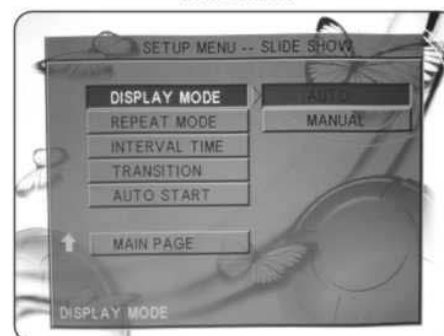 SETUP MENU -- SLIDE SHOW
DISPLAY MODE
AUTO
REPEAT MODE
MANUAL
INTERVAL TIME
TRANSITION
AUTO START
MAIN PAGE
DISPLAY MODE